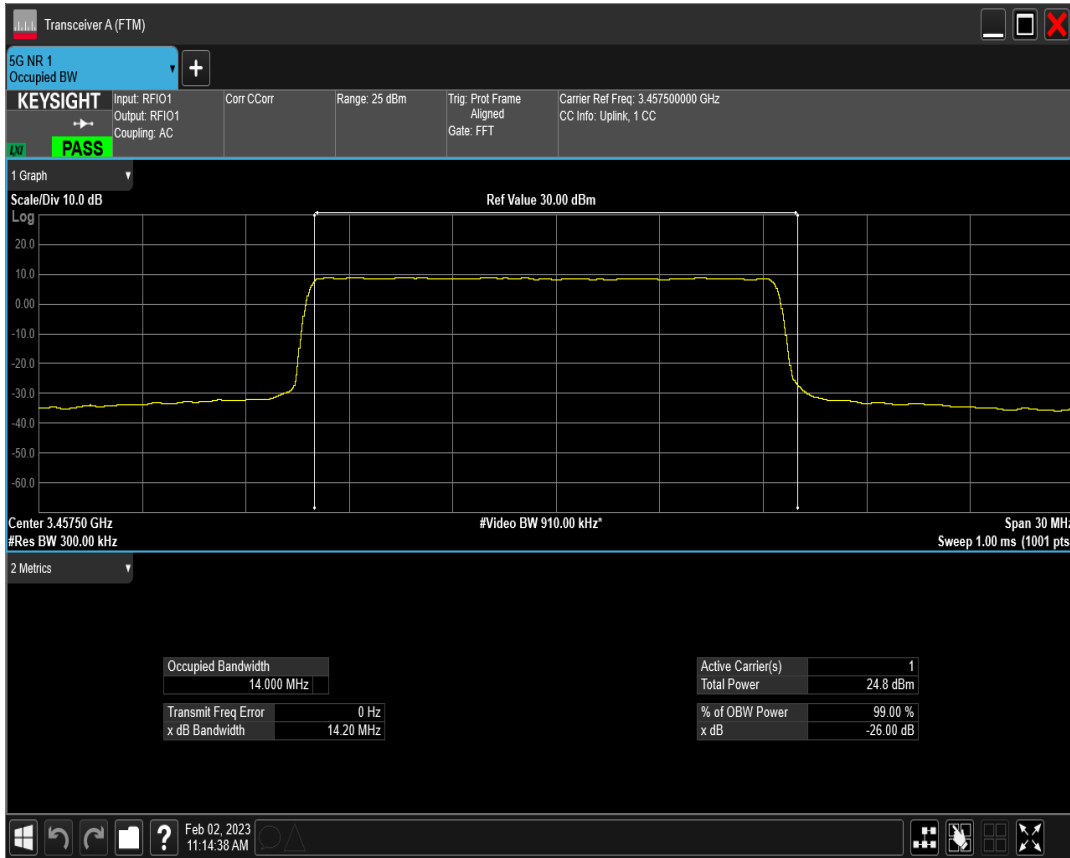 Transceiver A (FTM)
5G NR 1
Occupied BW
+
KEYSIGHT
LXI
PASS
Input: RFIO1
Output: RFIO1
Coupling: AC
Corr CCorr
Range: 25 dBm
Trig: Prot Frame
Aligned
Gate: FFT
Carrier Ref Freq: 3.457500000 GHz
CC Info: Uplink, 1 CC
1 Graph
Scale/Div 10.0 dB
Ref Value 30.00 dBm
Log
20.0
10.0
0.00
-10.0
-20.0
-30.0
-40.0
-50.0
-60.0
Center 3.45750 GHz
#Video BW 910.00 kHz*
Span 30 MHz
#Res BW 300.00 kHz
Sweep 1.00 ms (1001 pts
2 Metrics
Occupied Bandwidth
14.000 MHz
Transmit Freq Error 0 Hz
x dB Bandwidth 14.20 MHz
Active Carrier(s) 1
Total Power 24.8 dBm
% of OBW Power 99.00 %
x dB -26.00 dB
?
Feb 02, 2023
11:14:38 AM